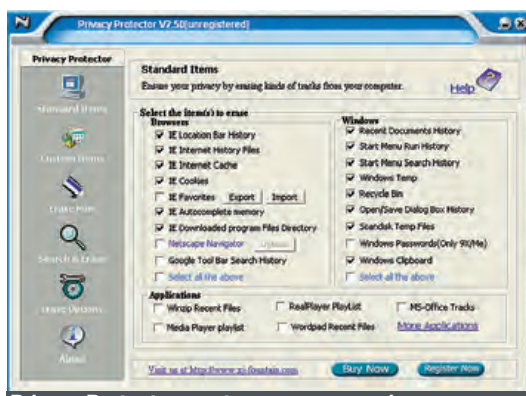 Privacy Protector V2.50[unregistered]
Privacy Protector
Standard Items
Custom Items
Search & Erase
Erase Options
About
Standard Items
Ensure your privacy by erasing kinds of tracks from your computer.
Help
Select the Item(s) to erase
Browsers
IE Location Bar History
IE Internet History Files
IE Internet Cache
IE Cookies
IE Favorites Export Import
IE Autocomplete memory
IE Downloaded program Files Directory
Netscape Navigator
Google Tool Bar Search History
Select all the above
Windows
Recent Documents History
Start Menu Run History
Start Menu Search History
Windows Temp
Recycle Bin
Open/Save Dialog Box History
Scandisk Temp Files
Windows Passwords(Only 9X/Me)
Windows Clipboard
Select all the above
Applications
Winzip Recent Files
RealPlayer PlayList
MS-Office Tracks
Media Player playlist
Wordpad Recent Files
More Applications
Buy Now
Register Now